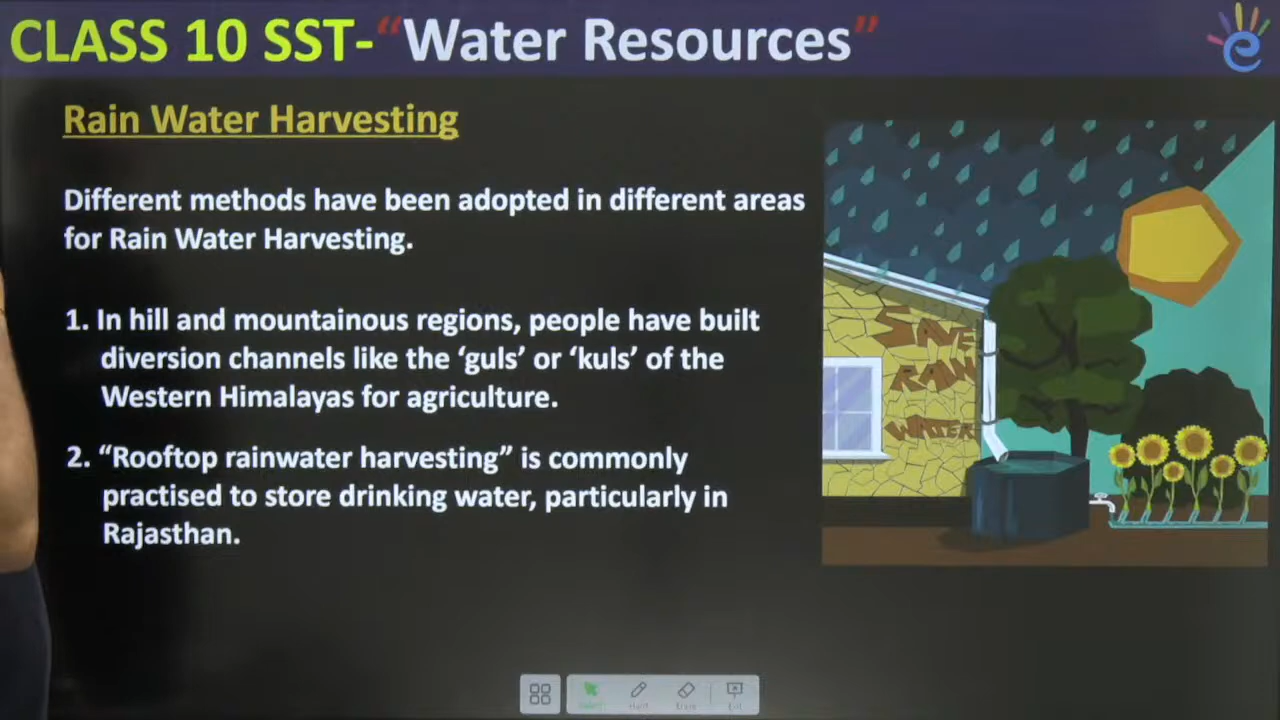 CLASS 10 SST-"Water Resources"
Rain Water Harvesting
Different methods have been adopted in different areas
for Rain Water Harvesting.
1. In hill and mountainous regions, people have built
diversion channels like the ‘guls’ or ‘kuls’ of the
Western Himalayas for agriculture.
2. “Rooftop rainwater harvesting” is commonly
practised to store drinking water, particularly in
Rajasthan.
SAVE
RAIN
WATER
e